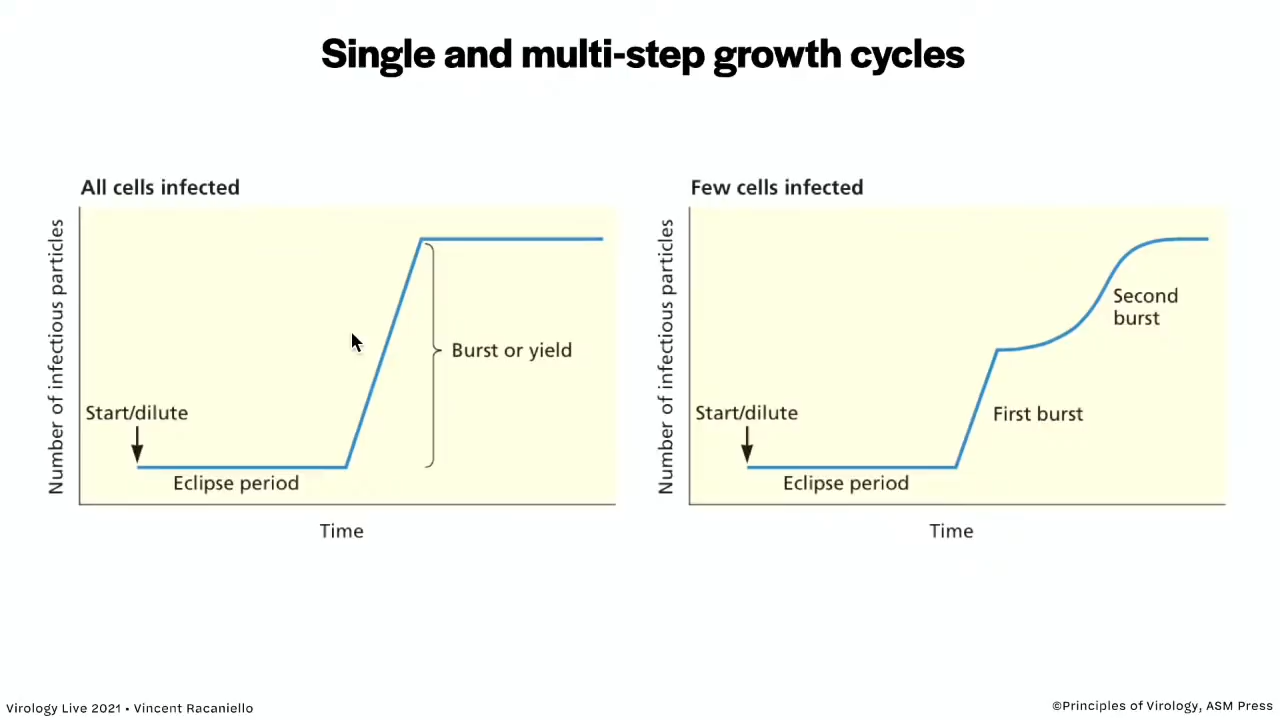 Single and multi-step growth cycles
All cells infected
Number of infectious particles
Start/dilute
Eclipse period
Burst or yield
Time
Few cells infected
Number of infectious particles
Start/dilute
Eclipse period
First burst
Second
burst
Time
Virology Live 2021 • Vincent Racaniello
©Principles of Virology, ASM Press